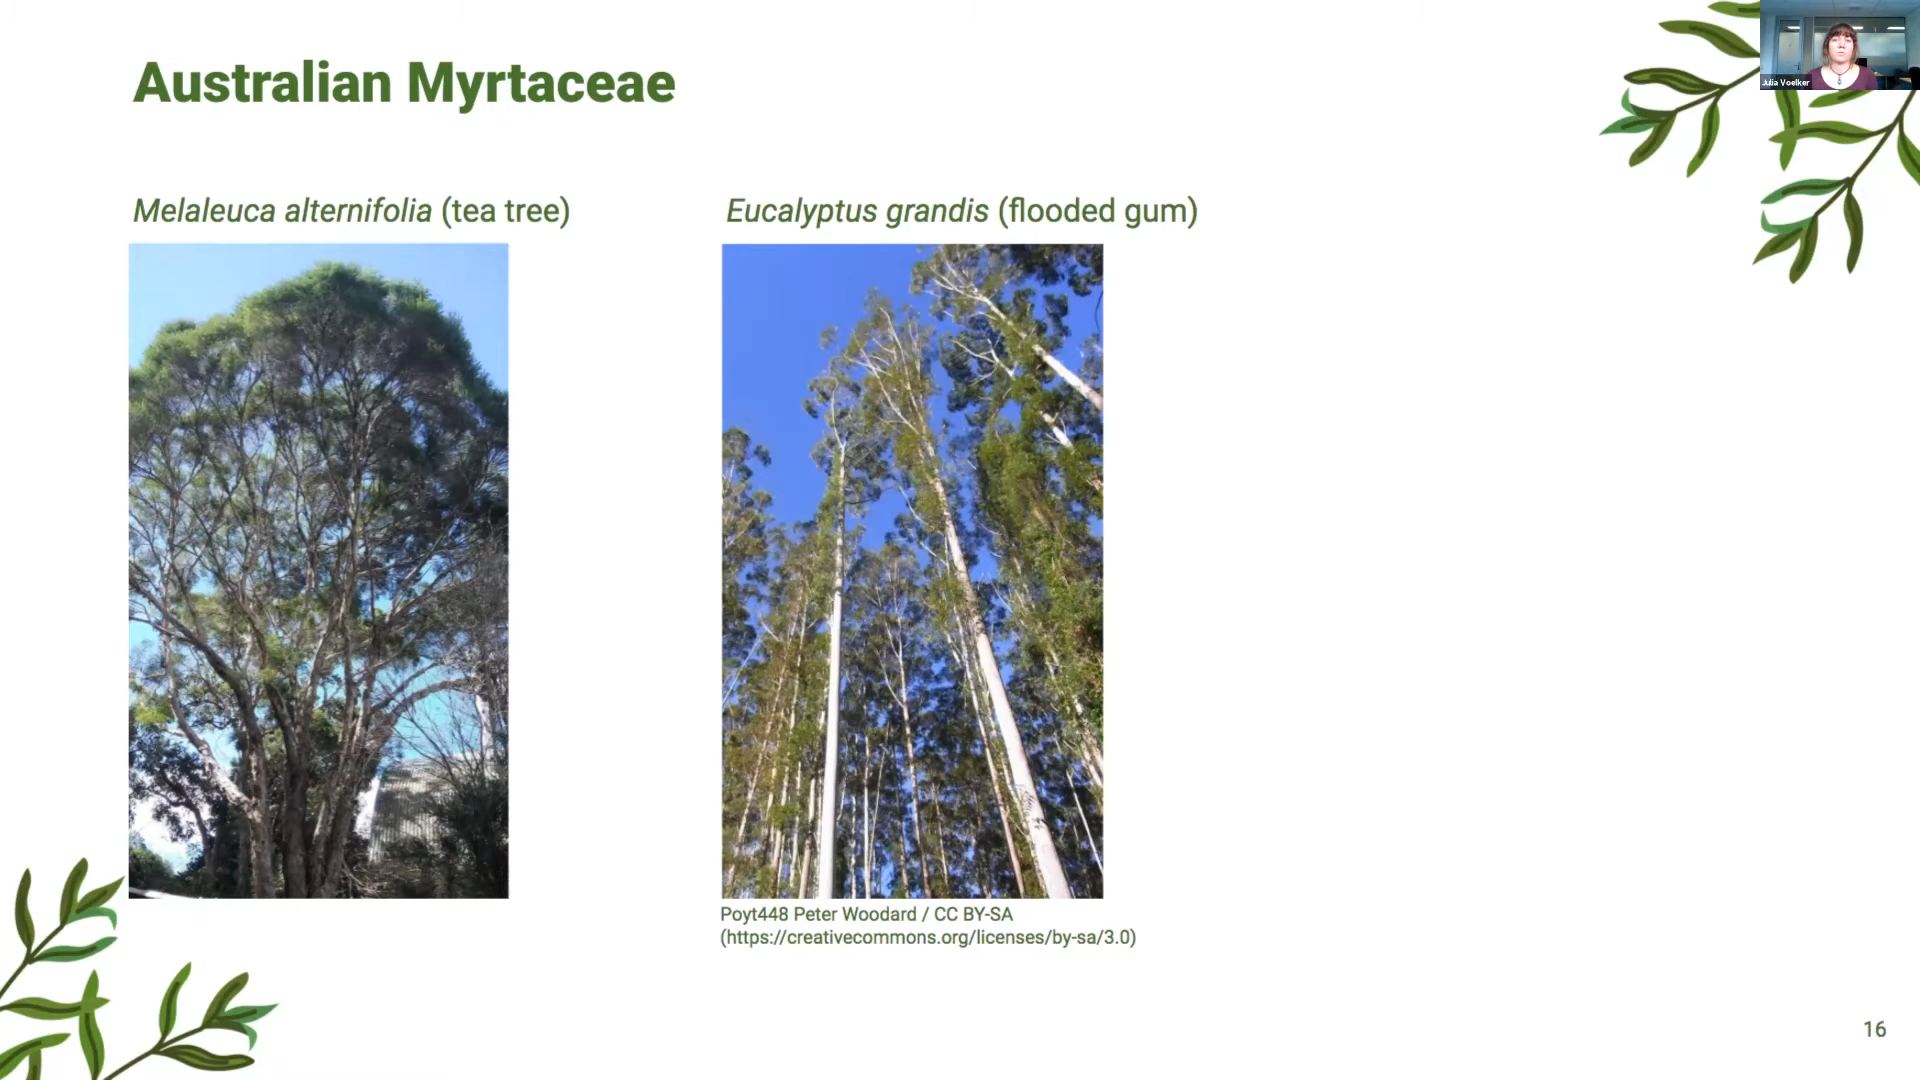 Australian Myrtaceae
Julia Voelker
Melaleuca alternifolia (tea tree)
Eucalyptus grandis (flooded gum)
Poyt448 Peter Woodard / CC BY-SA
(https://creativecommons.org/licenses/by-sa/3.0)
16